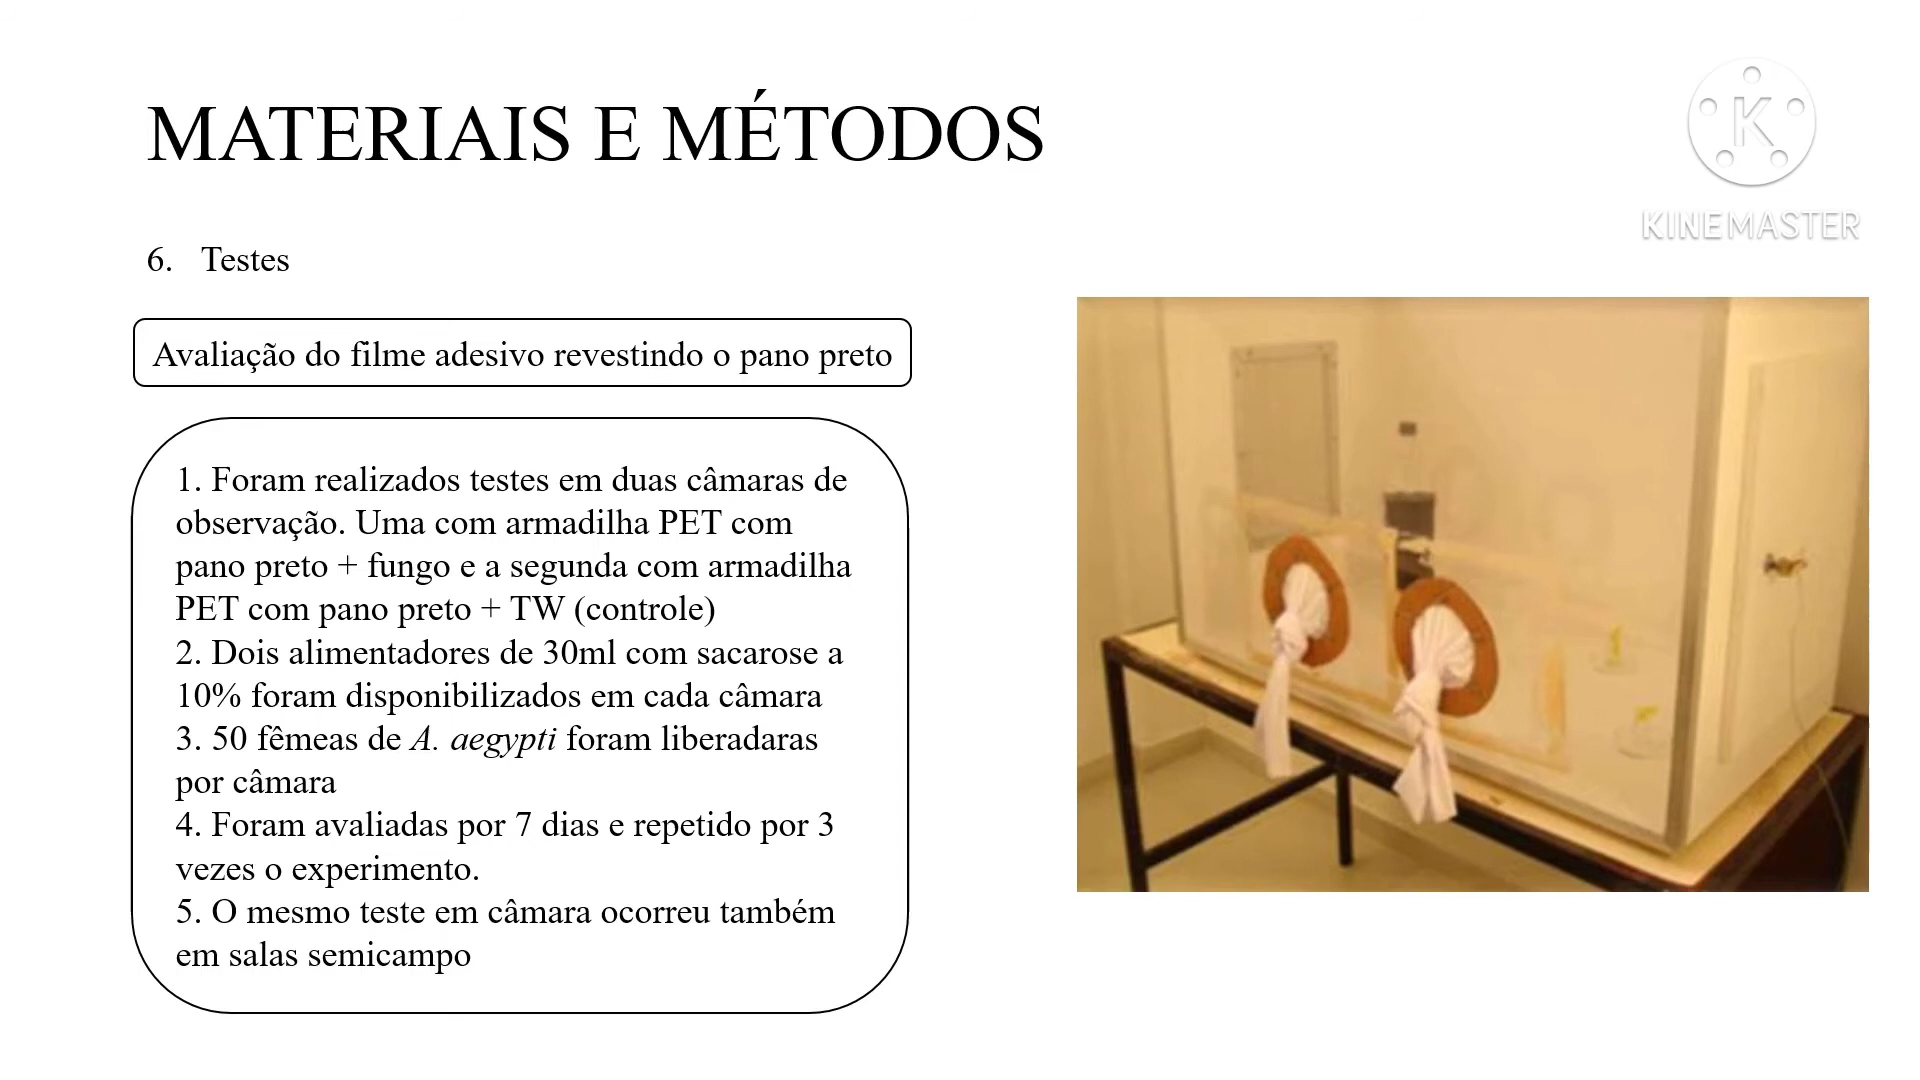 MATERIAIS E MÉTODOS
K
KINEMASTER
6. Testes
Avaliação do filme adesivo revestindo o pano preto
1. Foram realizados testes em duas câmaras de
observação. Uma com armadilha PET com
pano preto + fungo e a segunda com armadilha
PET com pano preto + TW (controle)
2. Dois alimentadores de 30ml com sacarose a
10% foram disponibilizados em cada câmara
3. 50 fêmeas de A. aegypti foram liberadaras
por câmara
4. Foram avaliadas por 7 dias e repetido por 3
vezes o experimento.
5. O mesmo teste em câmara ocorreu também
em salas semicampo